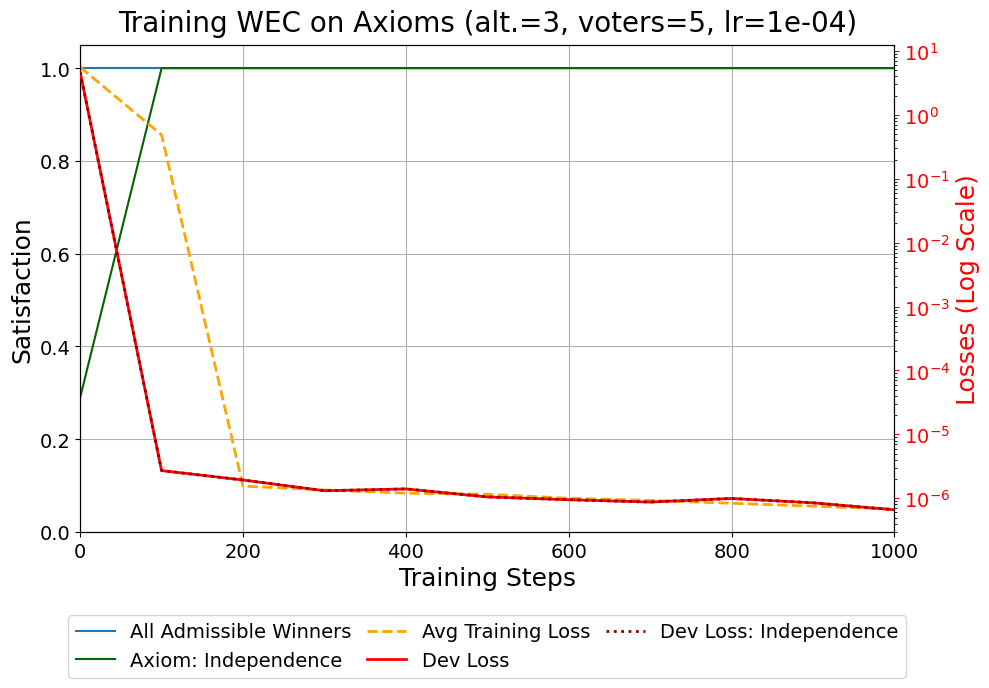 Training WEC on Axioms (alt.=3, voters=5, lr=1e-04)
Satisfaction
1.0
0.8
0.6
0.4
0.2
0.0
10^1
10^0
10^-1
10^-2
10^-3
10^-4
10^-5
10^-6
Losses (Log Scale)
0 200 400 600 800 1000
Training Steps
All Admissible Winners Avg Training Loss Dev Loss: Independence
Axiom: Independence Dev Loss